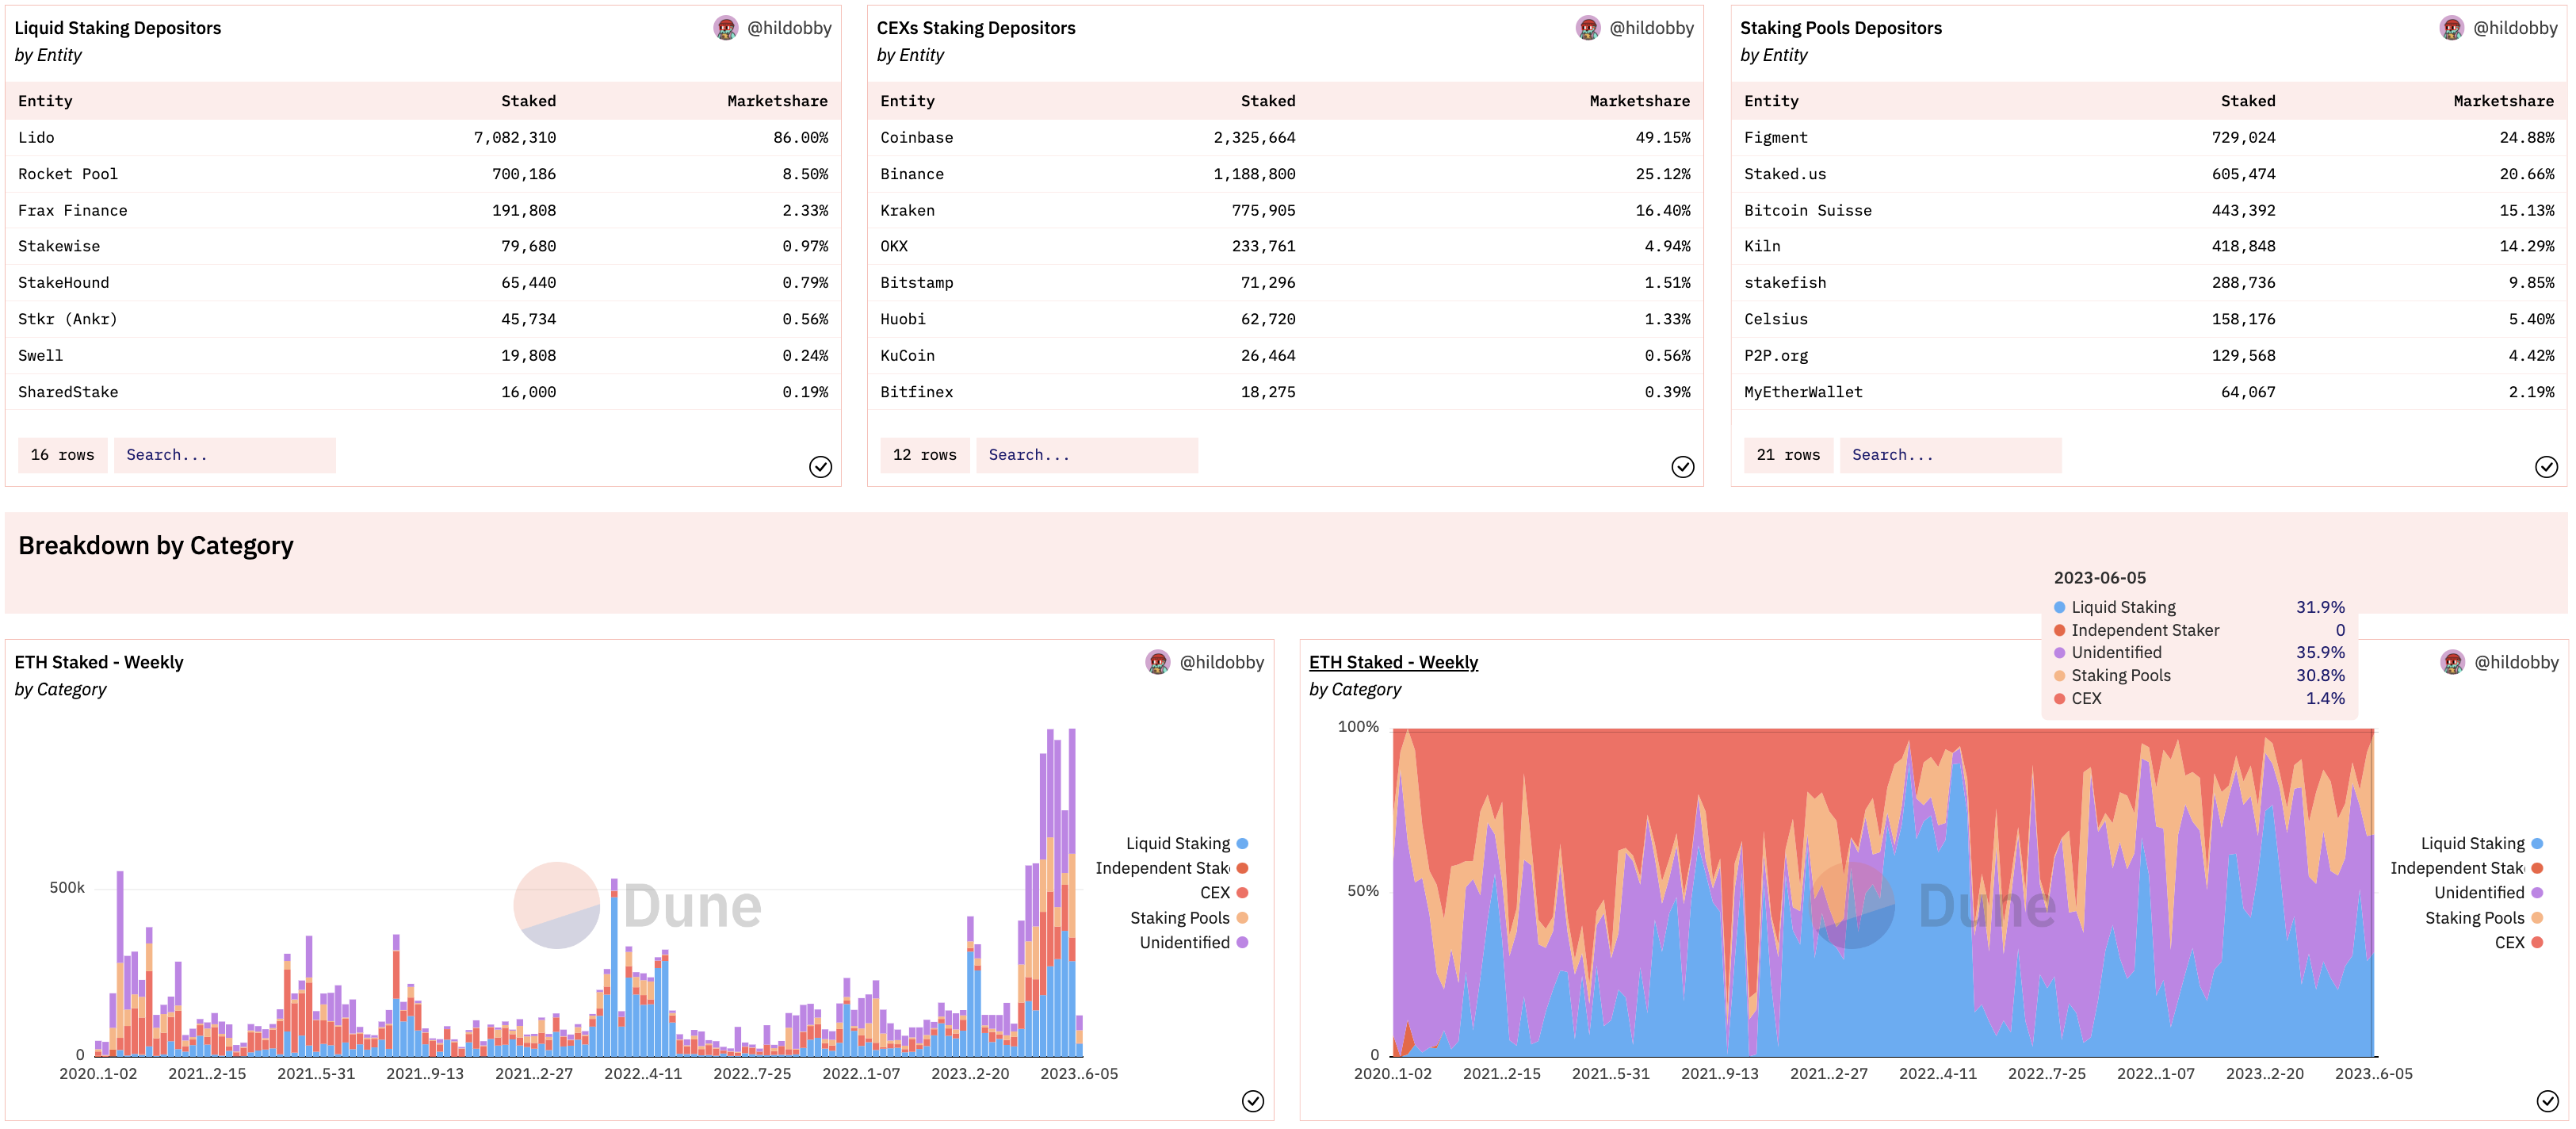 Liquid Staking Depositors
@hildobby
by Entity
Entity Staked Marketshare
Lido 7,082,310 86.00%
Rocket Pool 700,186 8.50%
Frax Finance 191,808 2.33%
Stakewise 79,680 0.97%
StakeHound 65,440 0.79%
Stkr (Ankr) 45,734 0.56%
Swell 19,808 0.24%
SharedStake 16,000 0.19%
16 rows Search...
CEXs Staking Depositors
@hildobby
by Entity
Entity Staked Marketshare
Coinbase 2,325,664 49.15%
Binance 1,188,800 25.12%
Kraken 775,905 16.40%
OKX 233,761 4.94%
Bitstamp 71,296 1.51%
Huobi 62,720 1.33%
KuCoin 26,464 0.56%
Bitfinex 18,275 0.39%
12 rows Search...
Staking Pools Depositors
@hildobby
by Entity
Entity Staked Marketshare
Figment 729,024 24.88%
Staked.us 605,474 20.66%
Bitcoin Suisse 443,392 15.13%
Kiln 418,848 14.29%
stakefish 288,736 9.85%
Celsius 158,176 5.40%
P2P.org 129,568 4.42%
MyEtherWallet 64,067 2.19%
21 rows Search...
Breakdown by Category
ETH Staked - Weekly
@hildobby
by Category
500k
0
Dune
2020..1-02 2021..2-15 2021..5-31 2021..9-13 2021..2-27 2022..4-11 2022..7-25 2022..1-07 2023..2-20 2023..6-05
Liquid Staking
Independent Stak
CEX
Staking Pools
Unidentified
2023-06-05
Liquid Staking 31.9%
Independent Staker 0
Unidentified 35.9%
Staking Pools 30.8%
CEX 1.4%
ETH Staked - Weekly
@hildobby
by Category
100%
50%
0
Dune
2020..1-02 2021..2-15 2021..5-31 2021..9-13 2021..2-27 2022..4-11 2022..7-25 2022..1-07 2023..2-20 2023..6-05
Liquid Staking
Independent Stak
Unidentified
Staking Pools
CEX